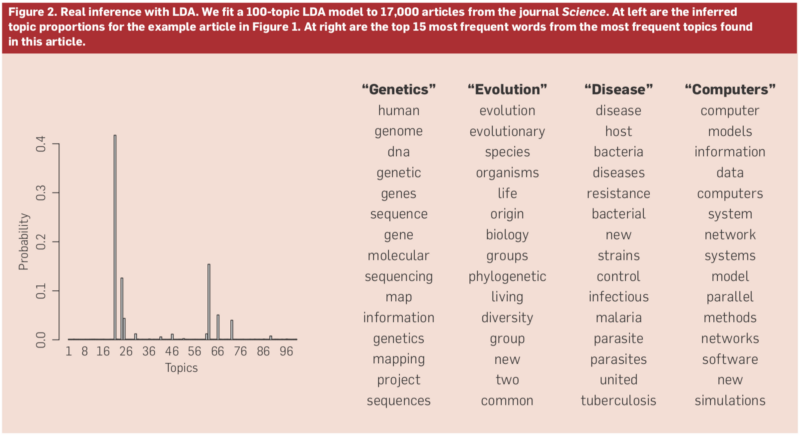 Figure 2. Real inference with LDA. We fit a 100-topic LDA model to 17,000 articles from the journal Science. At left are the inferred
topic proportions for the example article in Figure 1. At right are the top 15 most frequent words from the most frequent topics found
in this article.
“Genetics” “Evolution” “Disease” “Computers”
human evolution disease computer
genome evolutionary host models
dna species bacteria information
genetic organisms diseases data
genes life resistance computers
sequence origin bacterial system
gene biology new network
molecular groups strains systems
sequencing phylogenetic control model
map living infectious parallel
information diversity malaria methods
genetics group parasite networks
mapping new parasites software
project two united new
sequences common tuberculosis simulations
Probability
0.4
0.3
0.2
0.1
0.0
1 8 16 26 36 46 56 66 76 86 96
Topics